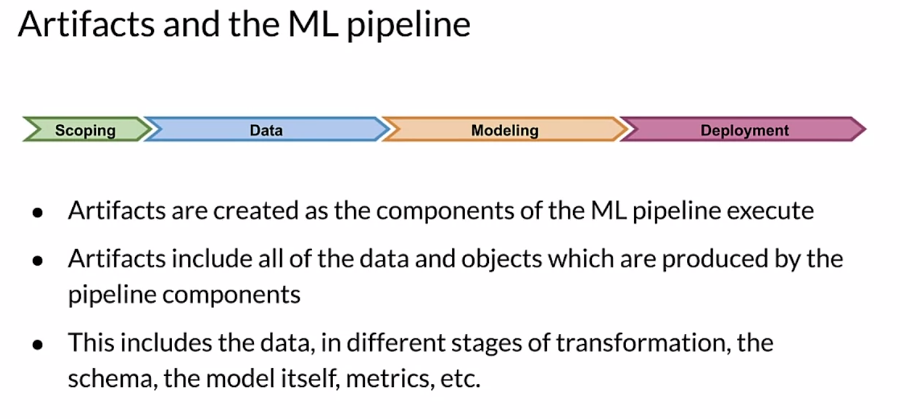 Artifacts and the ML pipeline
Scoping
Data
Modeling
Deployment
● Artifacts are created as the components of the ML pipeline execute
● Artifacts include all of the data and objects which are produced by the
pipeline components
● This includes the data, in different stages of transformation, the
schema, the model itself, metrics, etc.